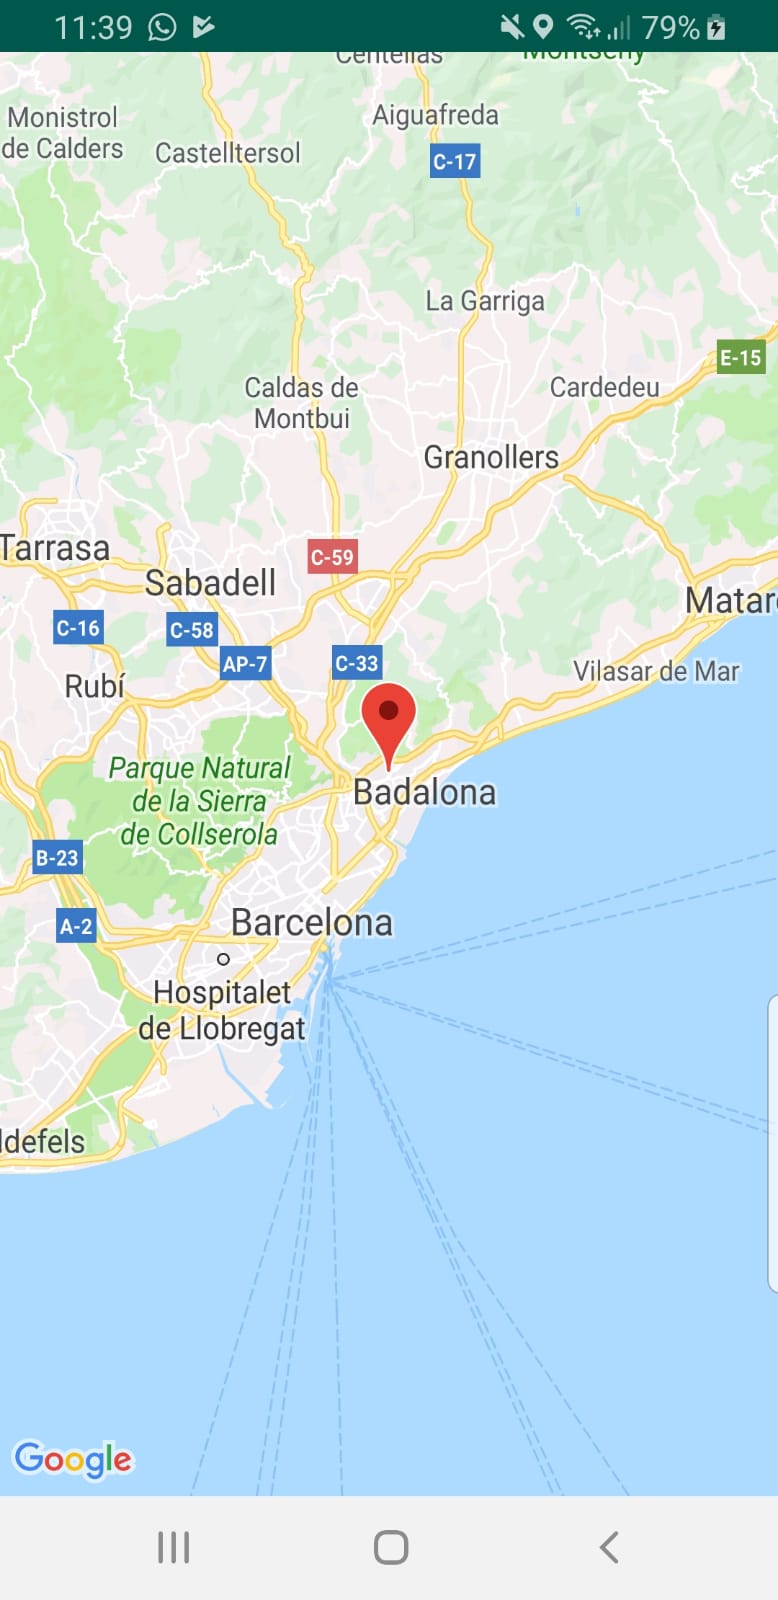 11:39
79%
Centellas
Montseny
Monistrol
de Calders
Castelltersol
Aiguafreda
C-17
La Garriga
E-15
Caldas de
Montbui
Cardedeu
Granollers
Tarrasa
C-59
Sabadell
Matar
C-16
C-58
AP-7
C-33
Vilasar de Mar
Rubí
Parque Natural
de la Sierra
de Collserola
Badalona
B-23
A-2
Barcelona
Hospitalet
de Llobregat
ldefels
Google